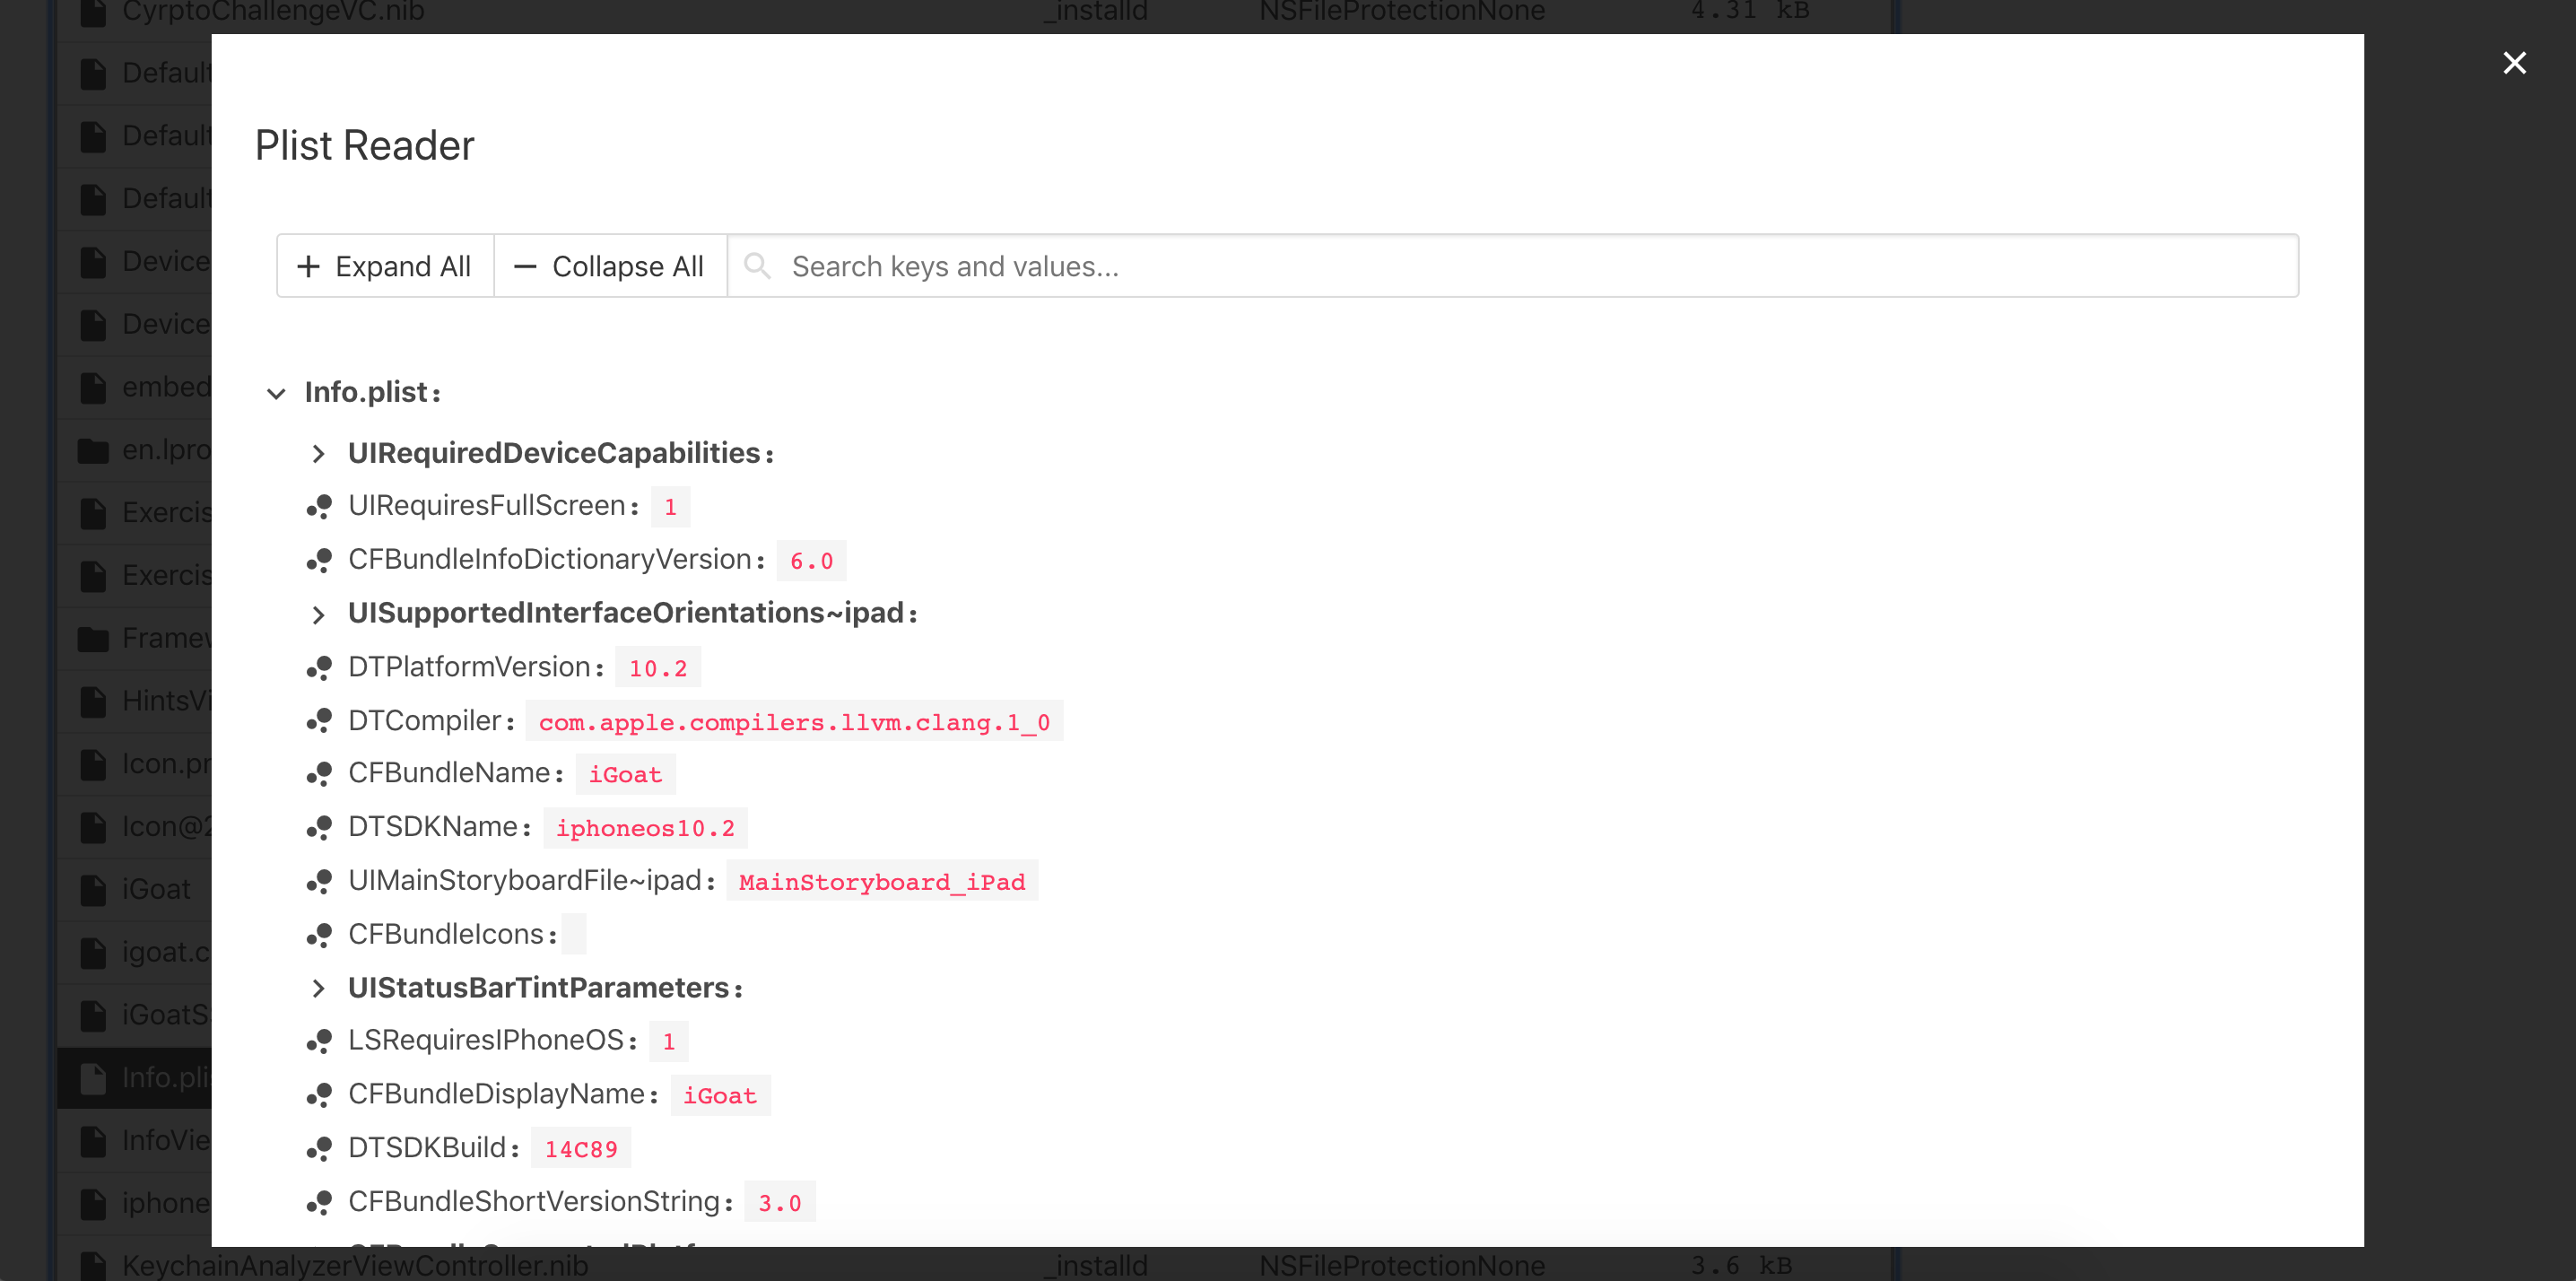 CyrptoChallengeVC.nib _installd NSFileProtectionNone 4.31 kB
Plist Reader
Expand All Collapse All Search keys and values...
Info.plist:
UIRequiredDeviceCapabilities:
UIRequiresFullScreen: 1
CFBundleInfoDictionaryVersion: 6.0
UISupportedInterfaceOrientations~ipad:
DTPlatformVersion: 10.2
DTCompiler: com.apple.compilers.llvm.clang.1_0
CFBundleName: iGoat
DTSDKName: iphoneos10.2
UIMainStoryboardFile~ipad: MainStoryboard_iPad
CFBundleIcons:
UIStatusBarTintParameters:
LSRequiresIPhoneOS: 1
CFBundleDisplayName: iGoat
DTSDKBuild: 14C89
CFBundleShortVersionString: 3.0
Default
Default
Default
Device
Device
embed
en.lpro
Exercis
Exercis
Framew
HintsVi
Icon.pr
Icon@2
iGoat
igoat.c
iGoatS
Info.plis
InfoVie
iphone
KeychainAnalyzerViewController.nib _installd NSFileProtectionNone 3.6 kB